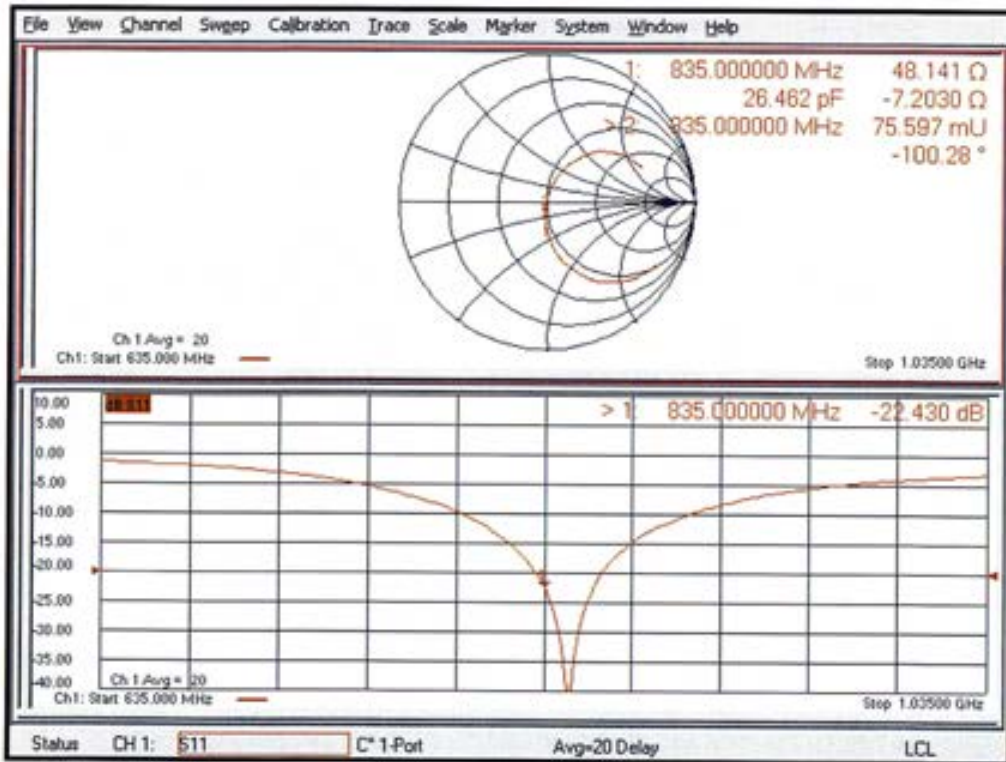 File View Channel Sweep Calibration Trace Scale Marker System Window Help
1: 835.000000 MHz 48.141 Ω
26.462 pF -7.2030 Ω
> 2: 835.000000 MHz 75.597 mU
-100.28 °
Ch 1 Avg = 20
Ch1: Start 635.000 MHz
Stop 1.03500 GHz
10.00
> 1: 835.000000 MHz -22.430 dB
5.00
0.00
-5.00
-10.00
-15.00
-20.00
-25.00
-30.00
-35.00
-40.00
Ch 1 Avg = 20
Ch1: Start 635.000 MHz
Stop 1.03500 GHz
Status CH 1: S11 C* 1-Port Avg=20 Delay LCL